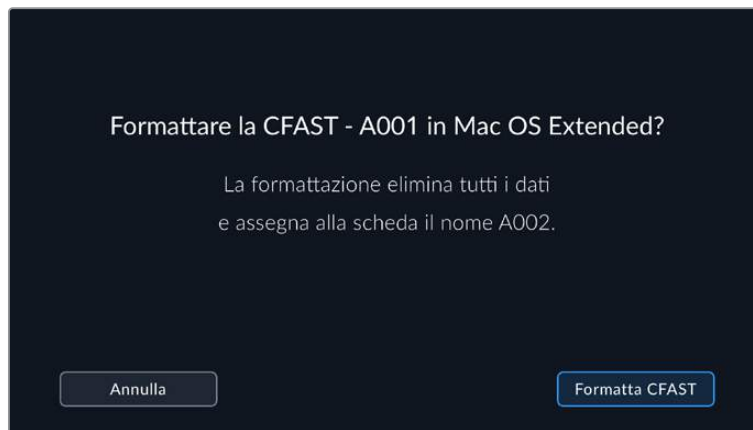 Formattare la CFAST - A001 in Mac OS Extended?
La formattazione elimina tutti i dati
e assegna alla scheda il nome A002.
Annulla
Formatta CFAST